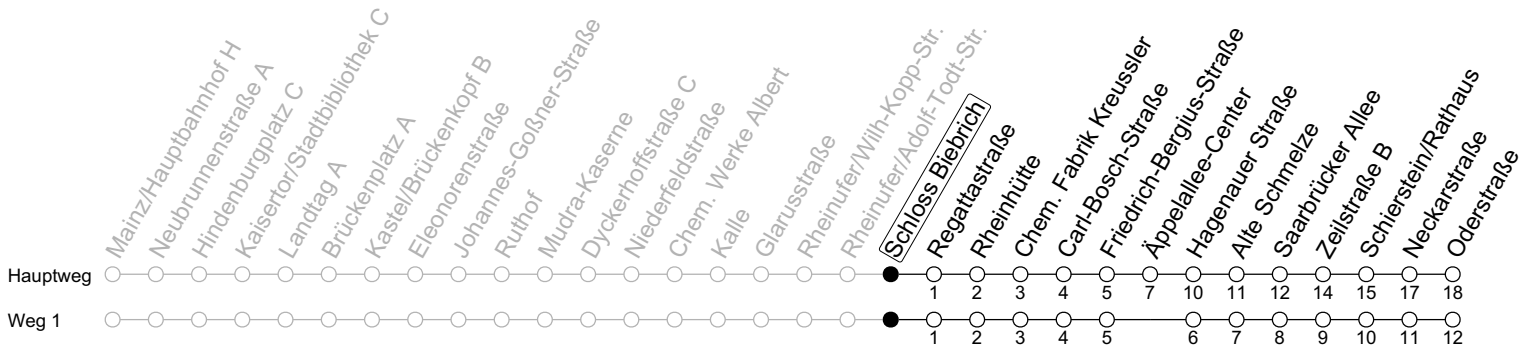 Mainz/Hauptbahnhof H
Neubrunnenstraße A
Hindenburgplatz C
Kaisertor/Stadtbibliothek C
Landtag A
Brückenplatz A
Kastel/Brückenkopf B
Eleonorenstraße
Johannes-Goßner-Straße
Ruthof
Mudra-Kaserne
Dyckerhoffstraße C
Niederfeldstraße
Chem. Werke Albert
Kalle
Glarusstraße
Rheinufer/Wilh-Kopp-Str.
Rheinufer/Adolf-Todt-Str.
Schloss Biebrich
Regattastraße
Rheinhütte
Chem. Fabrik Kreussler
Carl-Bosch-Straße
Friedrich-Bergius-Straße
Äppelallee-Center
Hagenauer Straße
Alte Schmelze
Saarbrücker Allee
Zeilstraße B
Schierstein/Rathaus
Neckarstraße
Oderstraße
Hauptweg
1 2 3 4 5 7 10 11 12 14 15 17 18
Weg 1
1 2 3 4 5 6 7 8 9 10 11 12